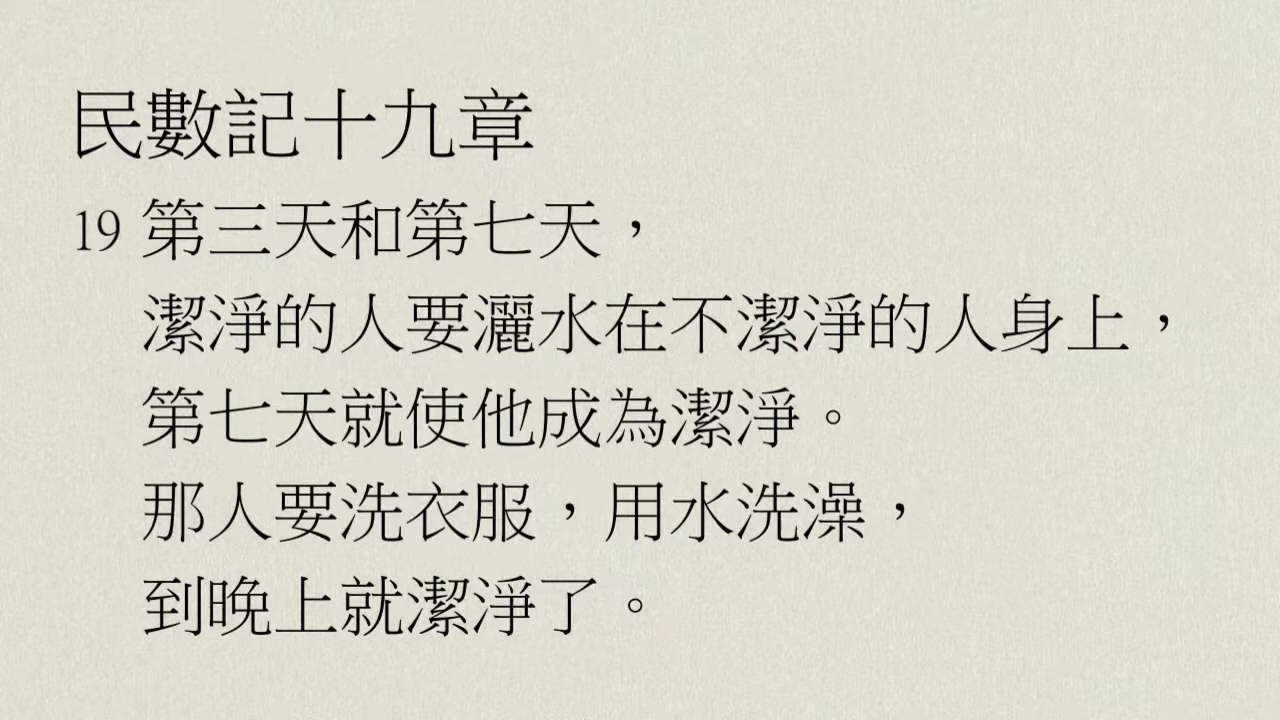 民數記十九章
19 第三天和第七天，
潔淨的人要灑水在不潔淨的人身上，
第七天就使他成為潔淨。
那人要洗衣服，用水洗澡，
到晚上就潔淨了。